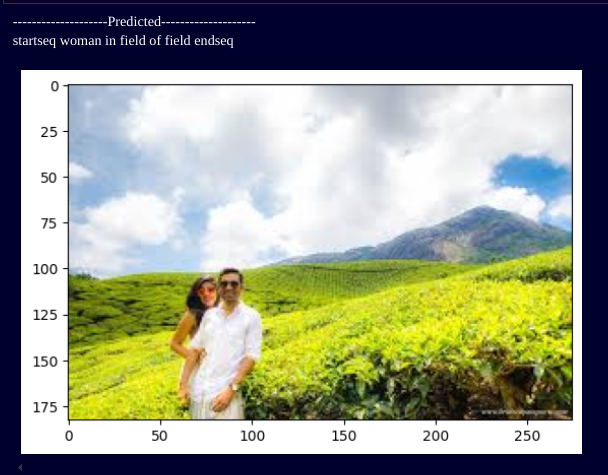 --------------------Predicted--------------------
startseq woman in field of field endseq
0
25
50
75
100
125
150
175
0 50 100 150 200 250